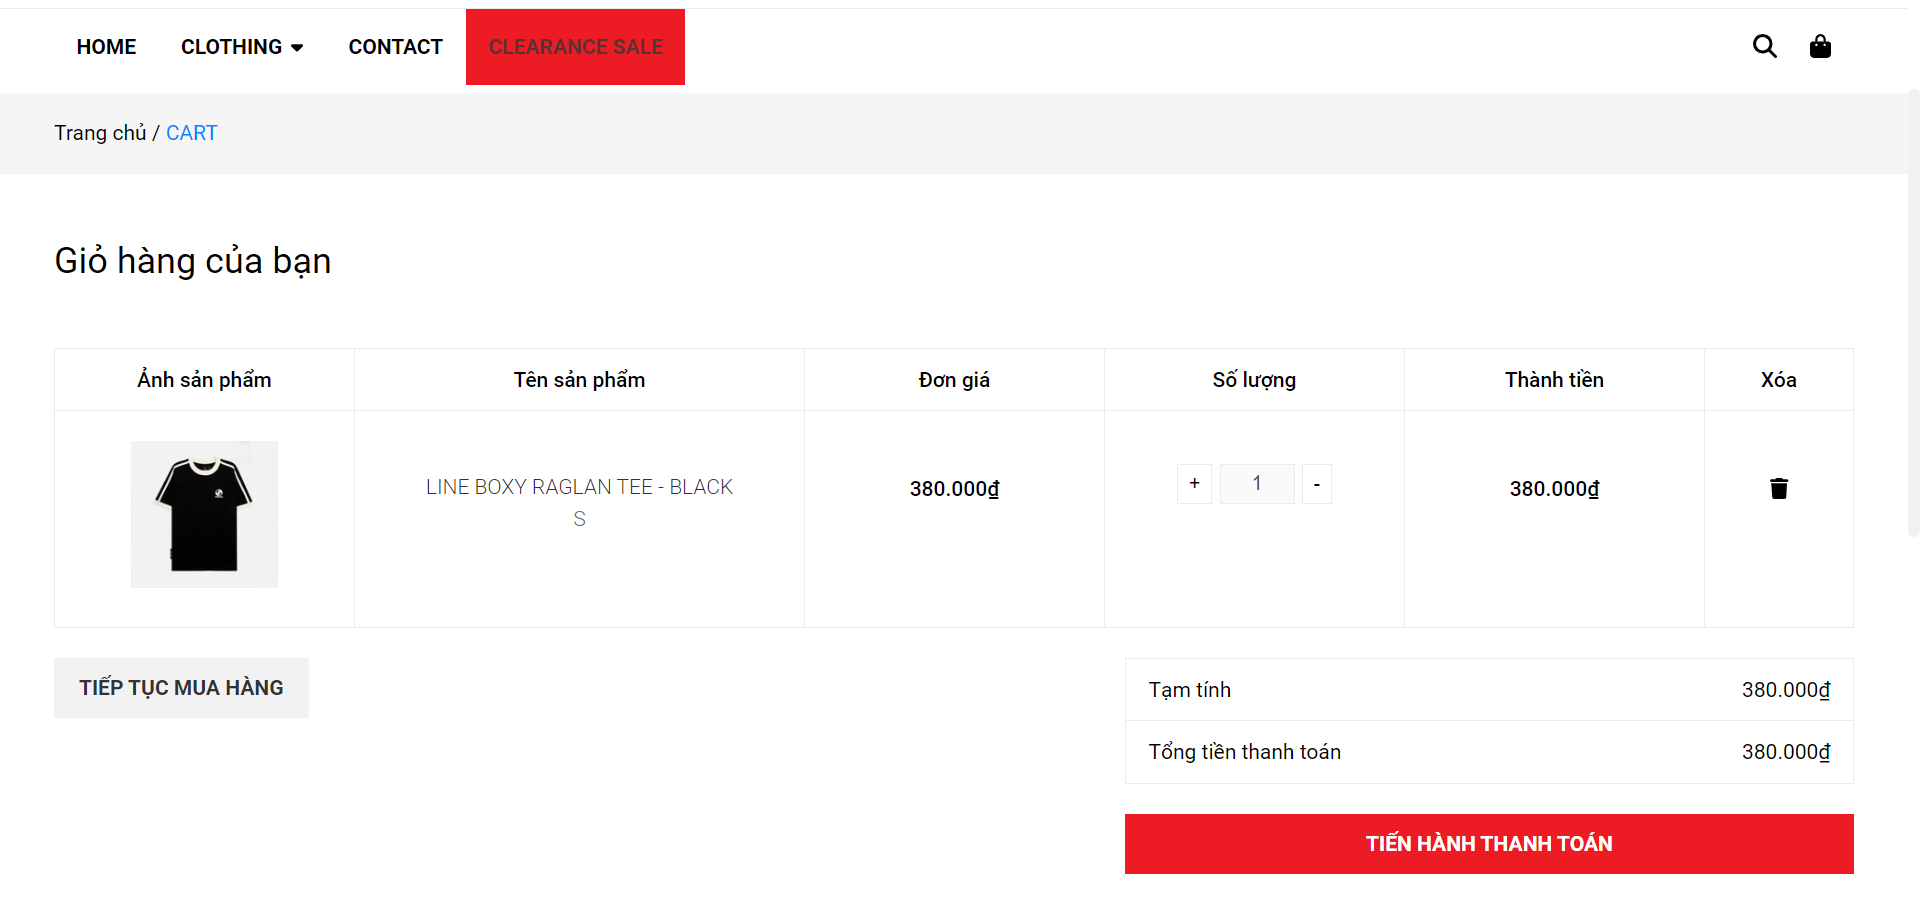 HOME CLOTHING CONTACT CLEARANCE SALE
Trang chủ / CART
Giỏ hàng của bạn
Ảnh sản phẩm Tên sản phẩm Đơn giá Số lượng Thành tiền Xóa
LINE BOXY RAGLAN TEE - BLACK 380.000₫ + 1 - 380.000₫
S
TIẾP TỤC MUA HÀNG
Tạm tính 380.000₫
Tổng tiền thanh toán 380.000₫
TIẾN HÀNH THANH TOÁN